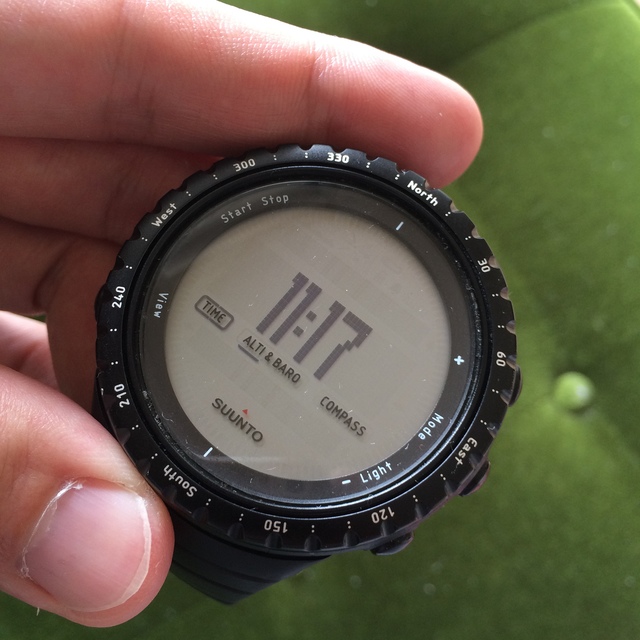 300
330
North
30
60
East
120
150
South
210
240
West
Start Stop
View
+
Mode
- Light
11:17
TIME
ALTI & BARO
COMPASS
SUUNTO